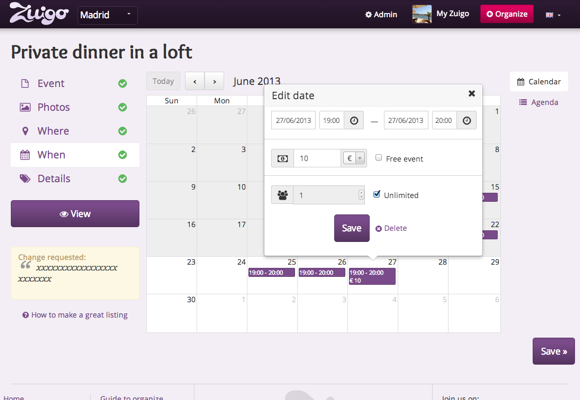 Zuigo
Madrid
Admin
My Zuigo
Organize
Private dinner in a loft
Event
Photos
Where
When
Details
View
Change requested:
xxxxxxxxxxxxxxxxx
xxxxxxx
How to make a great listing
Today
June 2013
Calendar
Agenda
Sun Mon
26 27 1
2 3
9 10 15
16 17 22
23 24 25 26 27 28 29
19:00 - 20:00 19:00 - 20:00 19:00 - 20:00
€ 10
30 1 2 3 4 5 6
Edit date
27/06/2013 19:00 — 27/06/2013 20:00
10 € Free event
1 Unlimited
Save Delete
Save »
Home
Guide to organize
Join us on: